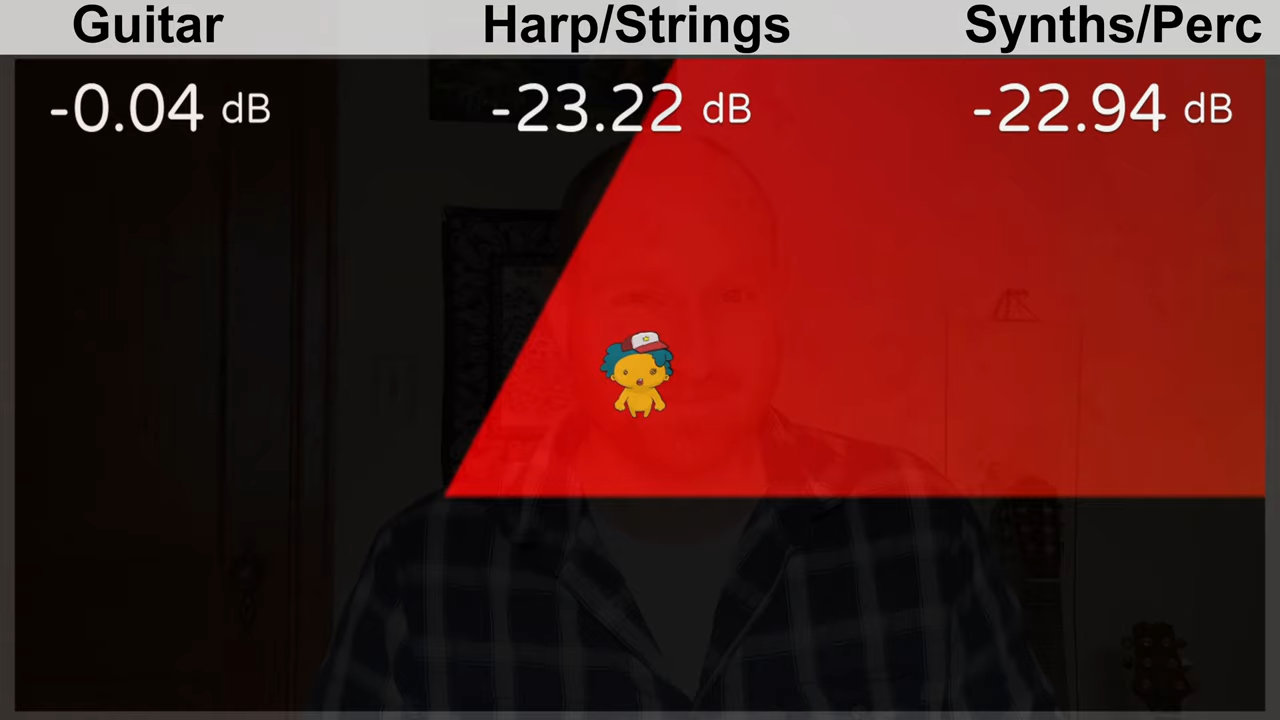 Guitar Harp/Strings Synths/Perc
-0.04 dB -23.22 dB -22.94 dB